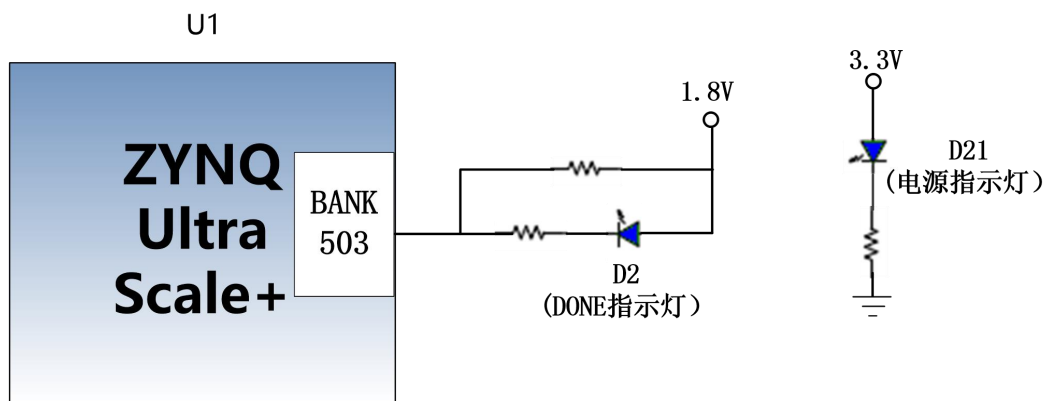 U1
ZYNQ
Ultra
Scale+
BANK
503
1.8V
D2
(DONE指示灯）
3.3V
D21
（电源指示灯）